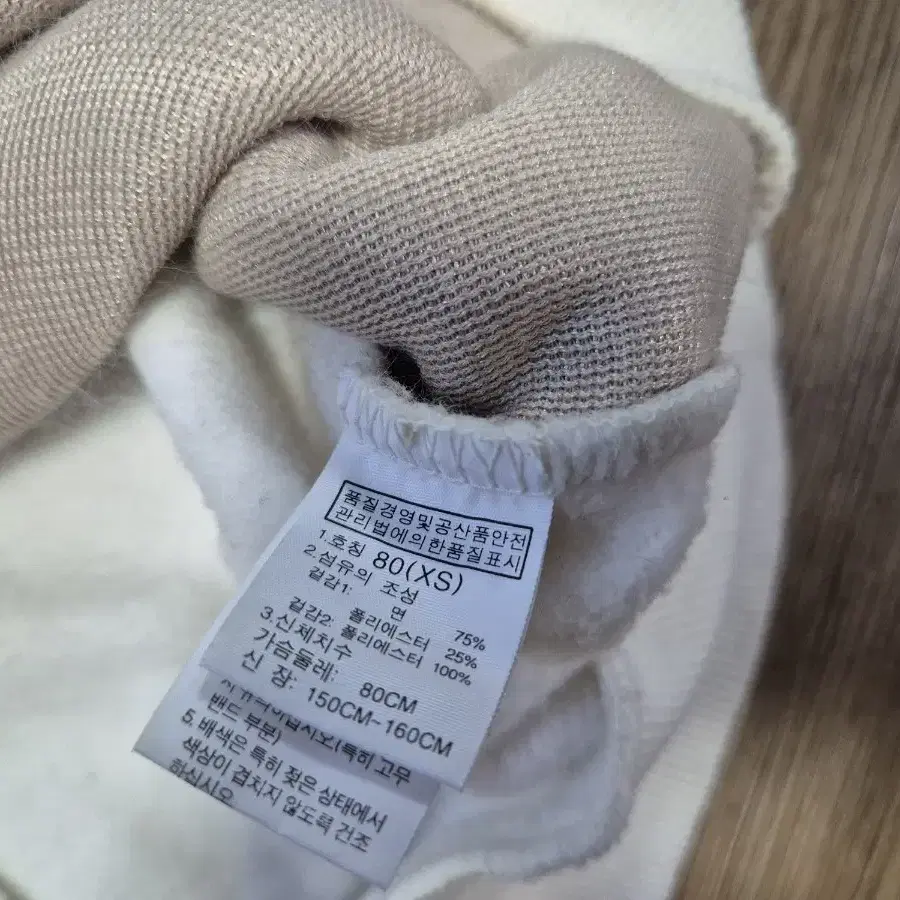 품질경영및공산품안전
관리법에의한품질표시
1.호칭 80(XS)
2.섬유의 조성
겉감1: 면 75%
폴리에스터 25%
겉감2: 폴리에스터 100%
3.신체치수
가슴둘레: 80CM
신 장: 150CM-160CM
(특히 고무
밴드 부분)
5.배색은 특히 젖은 상태에서
색상이 겹치지 않도록 건조
하십시오